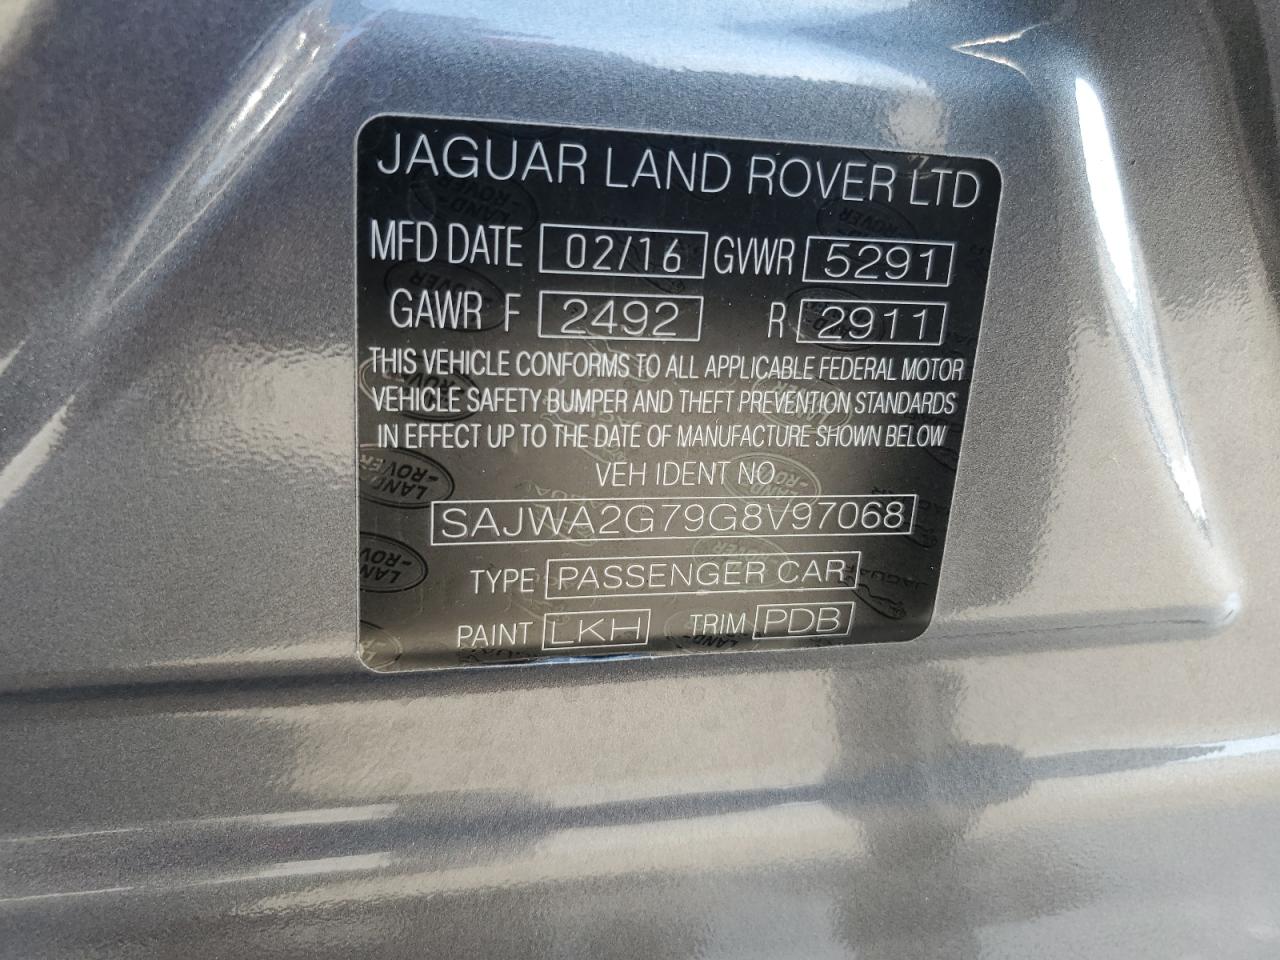 JAGUAR LAND ROVER LTD
MFD DATE 02/16 GVWR 5291
GAWR F 2492 R 2911
THIS VEHICLE CONFORMS TO ALL APPLICABLE FEDERAL MOTOR
VEHICLE SAFETY BUMPER AND THEFT PREVENTION STANDARDS
IN EFFECT UP TO THE DATE OF MANUFACTURE SHOWN BELOW
VEH IDENT NO
SAJWA2G79G8V97068
TYPE PASSENGER CAR
PAINT LKH TRIM PDB